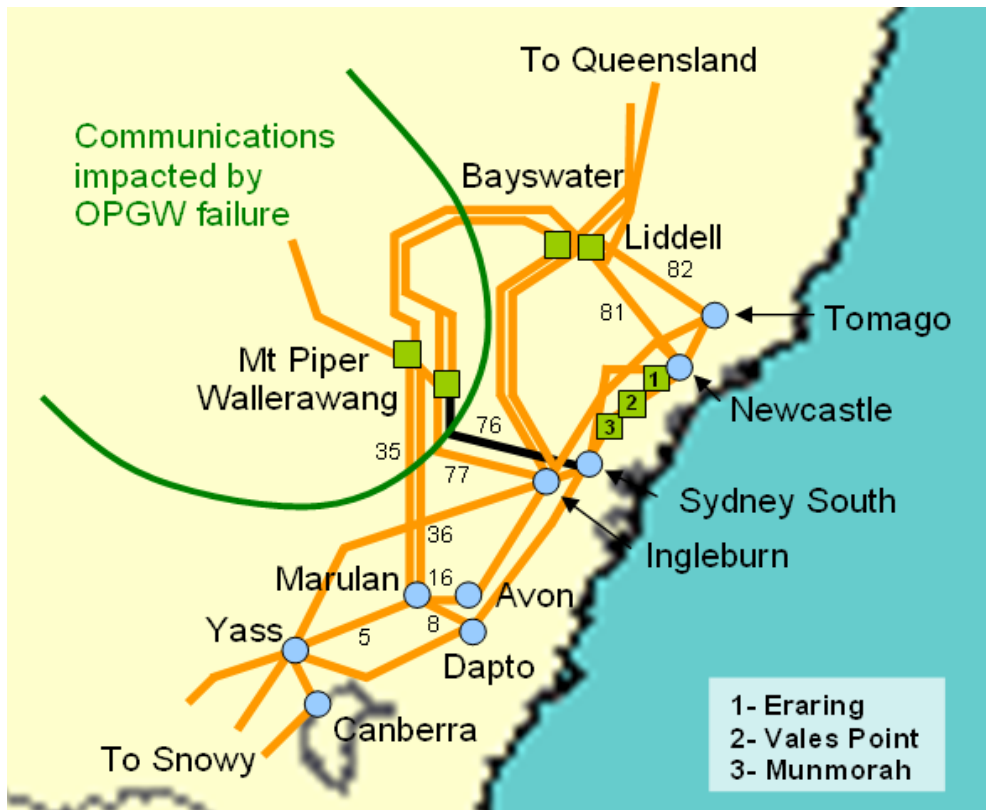 To Queensland
Communications
impacted by
OPGW failure
Bayswater
Liddell
82
81
Tomago
Mt Piper
Wallerawang
1
2
3
Newcastle
76
35
77
Sydney South
36
Ingleburn
Marulan
16
Avon
Yass
5
8
Dapto
Canberra
To Snowy
1- Eraring
2- Vales Point
3- Munmorah